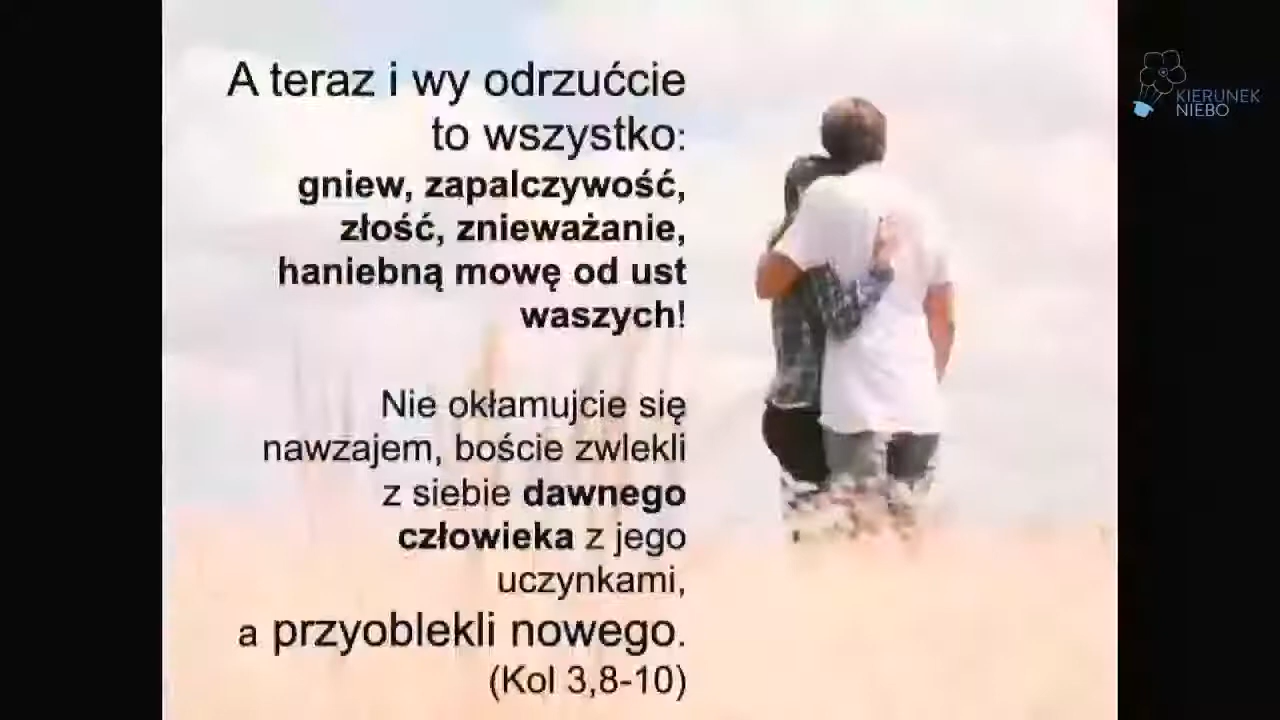 A teraz i wy odrzućcie
to wszystko:
gniew, zapalczywość,
złość, znieważanie,
haniebną mowę od ust
waszych!
Nie okłamujcie się
nawzajem, boście zwlekli
z siebie dawnego
człowieka z jego
uczynkami,
a przyoblekli nowego.
(Kol 3,8-10)
KIERUNEK
NIEBO